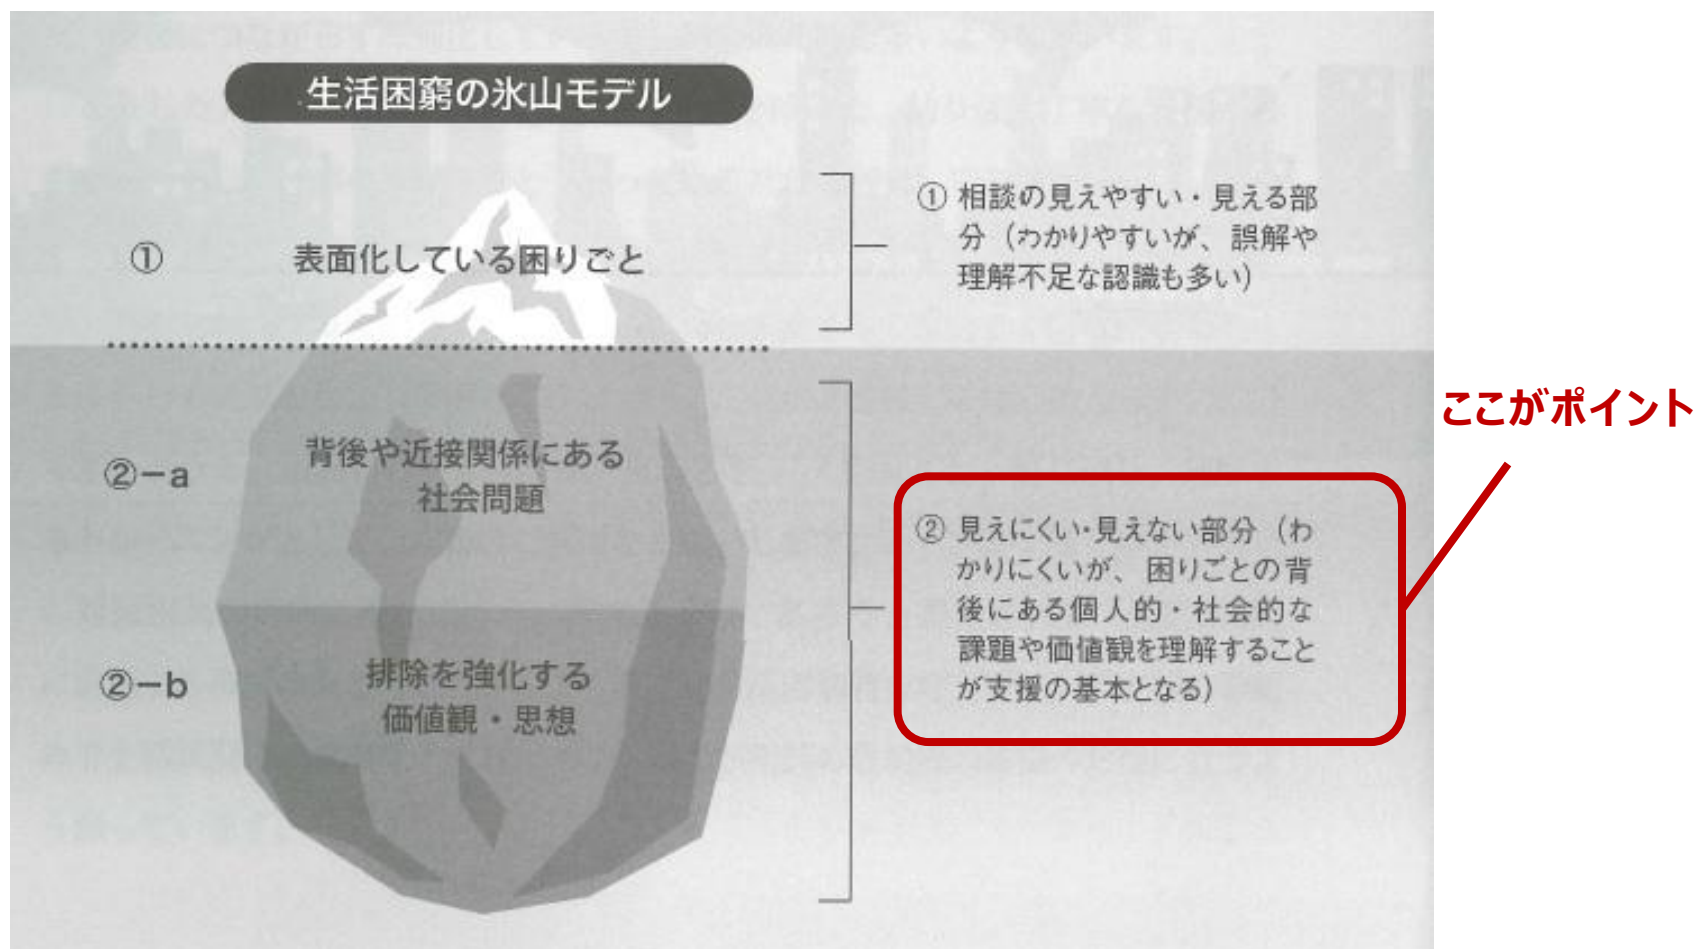 生活困窮の氷山モデル
①
表面化している困りごと
① 相談の見えやすい・見える部
分（わかりやすいが、誤解や
理解不足な認識も多い）
ここがポイント
②－a
背後や近接関係にある
社会問題
② 見えにくい・見えない部分（わ
かりにくいが、困りごとの背
後にある個人的・社会的な
課題や価値観を理解すること
が支援の基本となる）
②－b
排除を強化する
価値観・思想